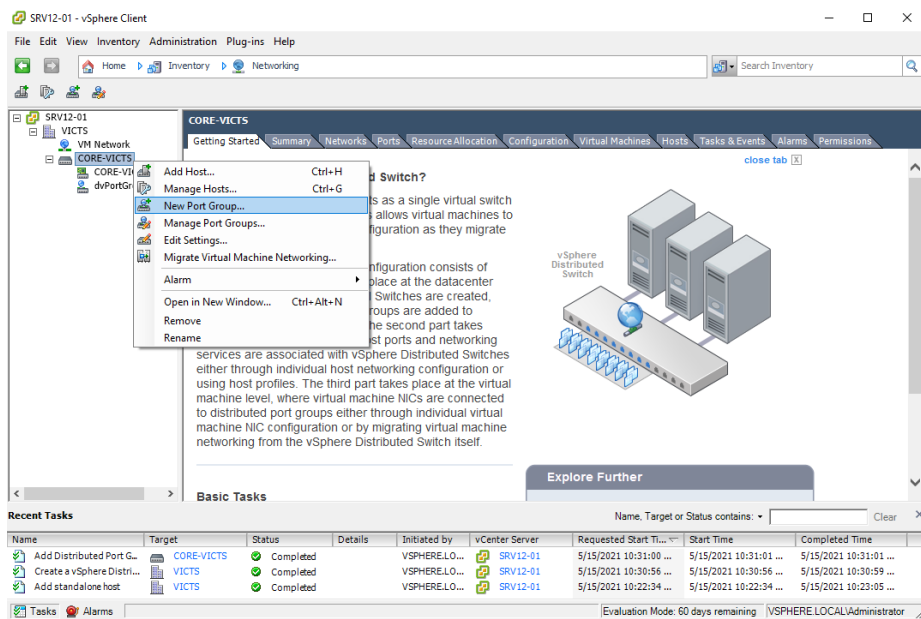 SRV12-01 - vSphere Client
File Edit View Inventory Administration Plug-ins Help
Home Inventory Networking
Search Inventory
SRV12-01
VICTS
VM Network
CORE-VICTS
CORE-VI
dvPortGr
CORE-VICTS
Getting Started Summary Networks Ports Resource Allocation Configuration Virtual Machines Hosts Tasks & Events Alarms Permissions
close tab X
Add Host... Ctrl+H
Manage Hosts... Ctrl+G
New Port Group...
Manage Port Groups...
Edit Settings...
Migrate Virtual Machine Networking...
Alarm
Open in New Window... Ctrl+Alt+N
Remove
Rename
d Switch?
ts as a single virtual switch
s allows virtual machines to
figuration as they migrate
nfiguration consists of
place at the datacenter
d Switches are created,
roups are added to
he second part takes
st ports and networking
services are associated with vSphere Distributed Switches
either through individual host networking configuration or
using host profiles. The third part takes place at the virtual
machine level, where virtual machine NICs are connected
to distributed port groups either through individual virtual
machine NIC configuration or by migrating virtual machine
networking from the vSphere Distributed Switch itself.
vSphere
Distributed
Switch
Basic Tasks
Explore Further
Recent Tasks
Name, Target or Status contains: Clear
Name Target Status Details Initiated by vCenter Server Requested Start Ti... Start Time Completed Time
Add Distributed Port G... CORE-VICTS Completed VSPHERE.LO... SRV12-01 5/15/2021 10:31:00 ... 5/15/2021 10:31:01 ... 5/15/2021 10:31:01 ...
Create a vSphere Distri... VICTS Completed VSPHERE.LO... SRV12-01 5/15/2021 10:30:56 ... 5/15/2021 10:30:56 ... 5/15/2021 10:30:59 ...
Add standalone host VICTS Completed VSPHERE.LO... SRV12-01 5/15/2021 10:22:34 ... 5/15/2021 10:22:34 ... 5/15/2021 10:23:05 ...
Tasks Alarms
Evaluation Mode: 60 days remaining VSPHERE.LOCAL\Administrator